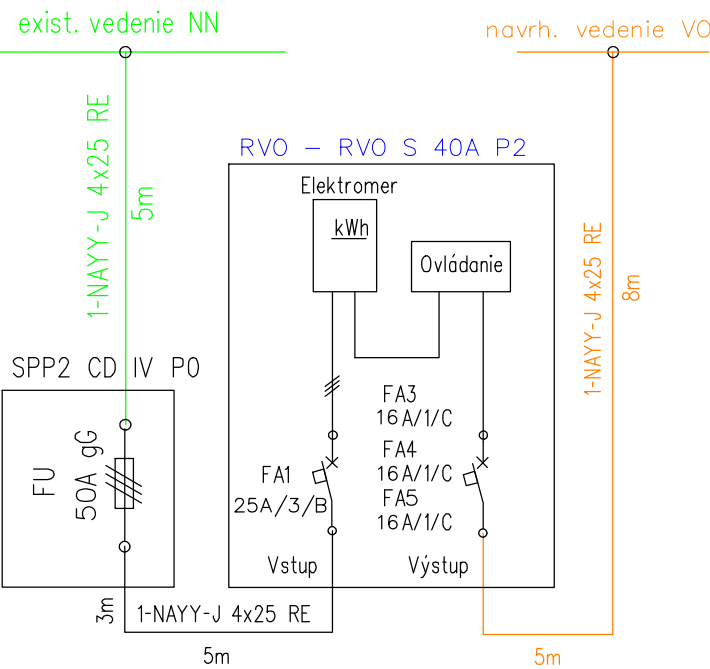 exist. vedenie NN
navrh. vedenie VO
1-NAYY-J 4x25 RE
5m
RVO – RVO S 40A P2
Elektromer
kWh
Ovládanie
1-NAYY-J 4x25 RE
8m
SPP2 CD IV P0
FU
50A gG
FA1
25A/3/B
FA3
16A/1/C
FA4
16A/1/C
FA5
16A/1/C
Vstup
Výstup
3m
1-NAYY-J 4x25 RE
5m
5m